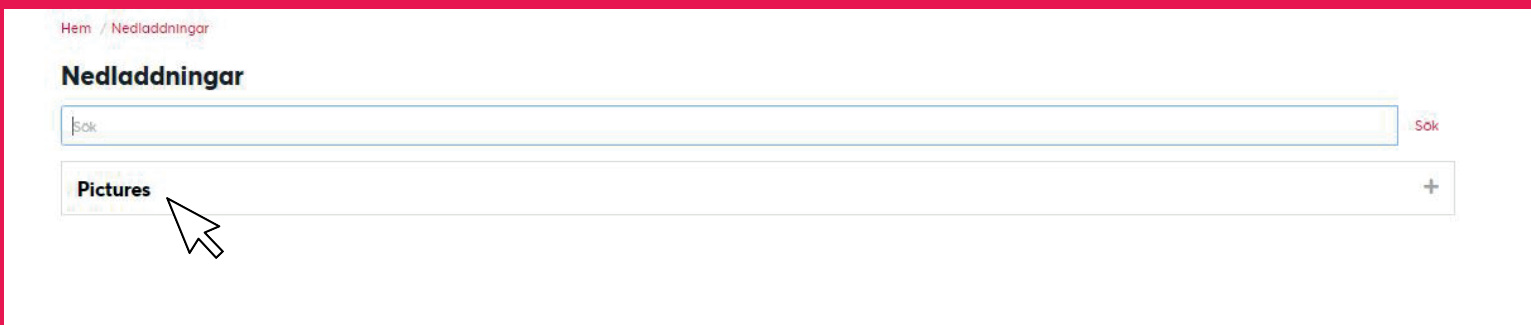 Hem / Nedladdningar
Nedladdningar
Sök
Sök
Pictures +